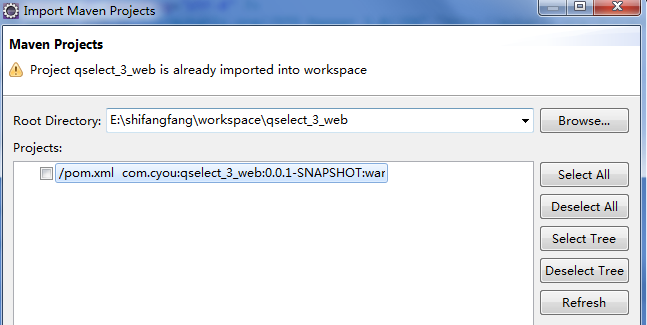 Import Maven Projects
Maven Projects
Project qselect_3_web is already imported into workspace
Root Directory: E:\shifangfang\workspace\qselect_3_web Browse...
Projects:
/pom.xml com.cyou:qselect_3_web:0.0.1-SNAPSHOT:war
Select All
Deselect All
Select Tree
Deselect Tree
Refresh